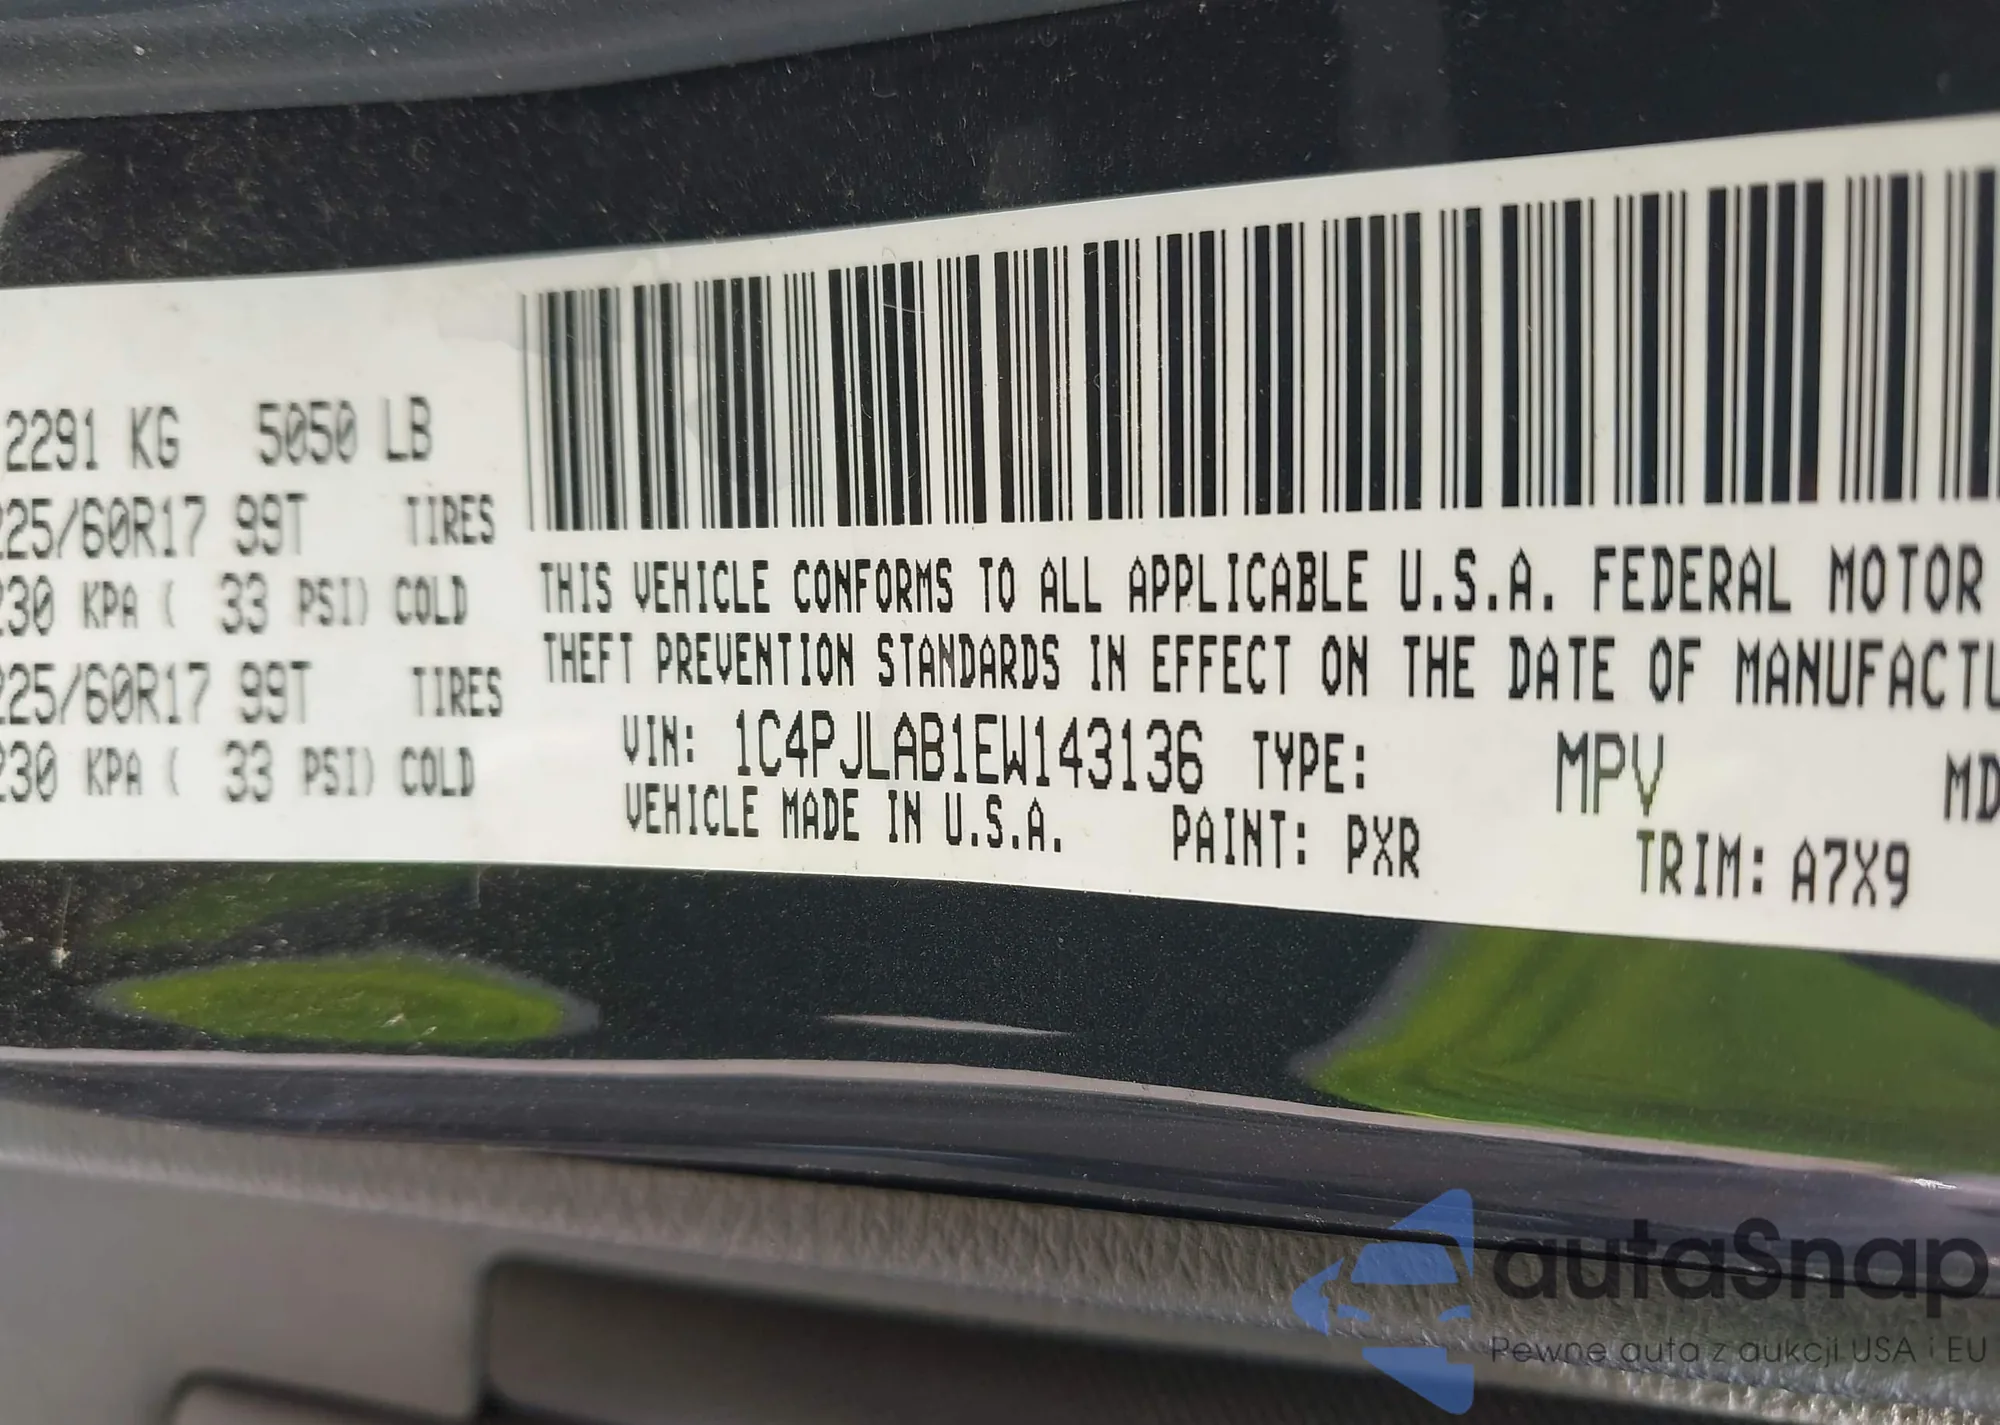 2291 KG 5050 LB
225/60R17 99T TIRES
230 KPA ( 33 PSI) COLD
225/60R17 99T TIRES
230 KPA ( 33 PSI) COLD
THIS VEHICLE CONFORMS TO ALL APPLICABLE U.S.A. FEDERAL MOTOR
THEFT PREVENTION STANDARDS IN EFFECT ON THE DATE OF MANUFACTU
VIN: 1C4PJLAB1EW143136 TYPE: MPV MD
VEHICLE MADE IN U.S.A. PAINT: PXR TRIM: A7X9
autaSnap
Pewne auta z aukcji USA i EU